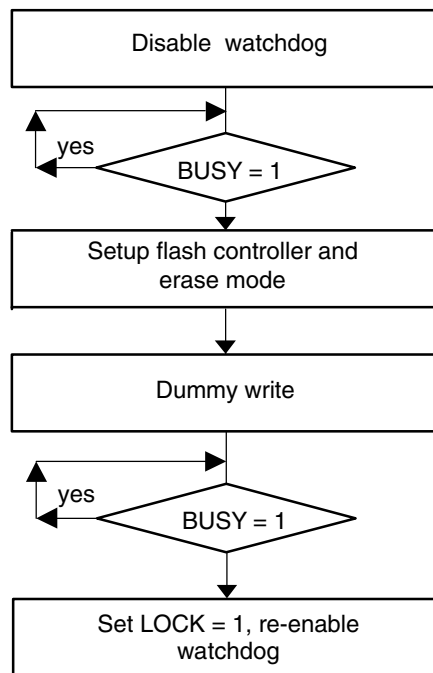 Disable watchdog
yes
BUSY = 1
Setup flash controller and
erase mode
Dummy write
yes
BUSY = 1
Set LOCK = 1, re-enable
watchdog